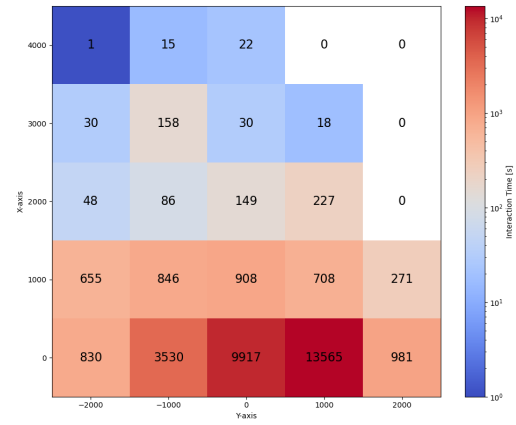 4000 1 15 22 0 0
3000 30 158 30 18 0
2000 48 86 149 227 0
1000 655 846 908 708 271
0 830 3530 9917 13565 981
−2000 −1000 0 1000 2000
Y-axis
X-axis
10⁴
10³
10²
10¹
10⁰
Interaction Time [s]